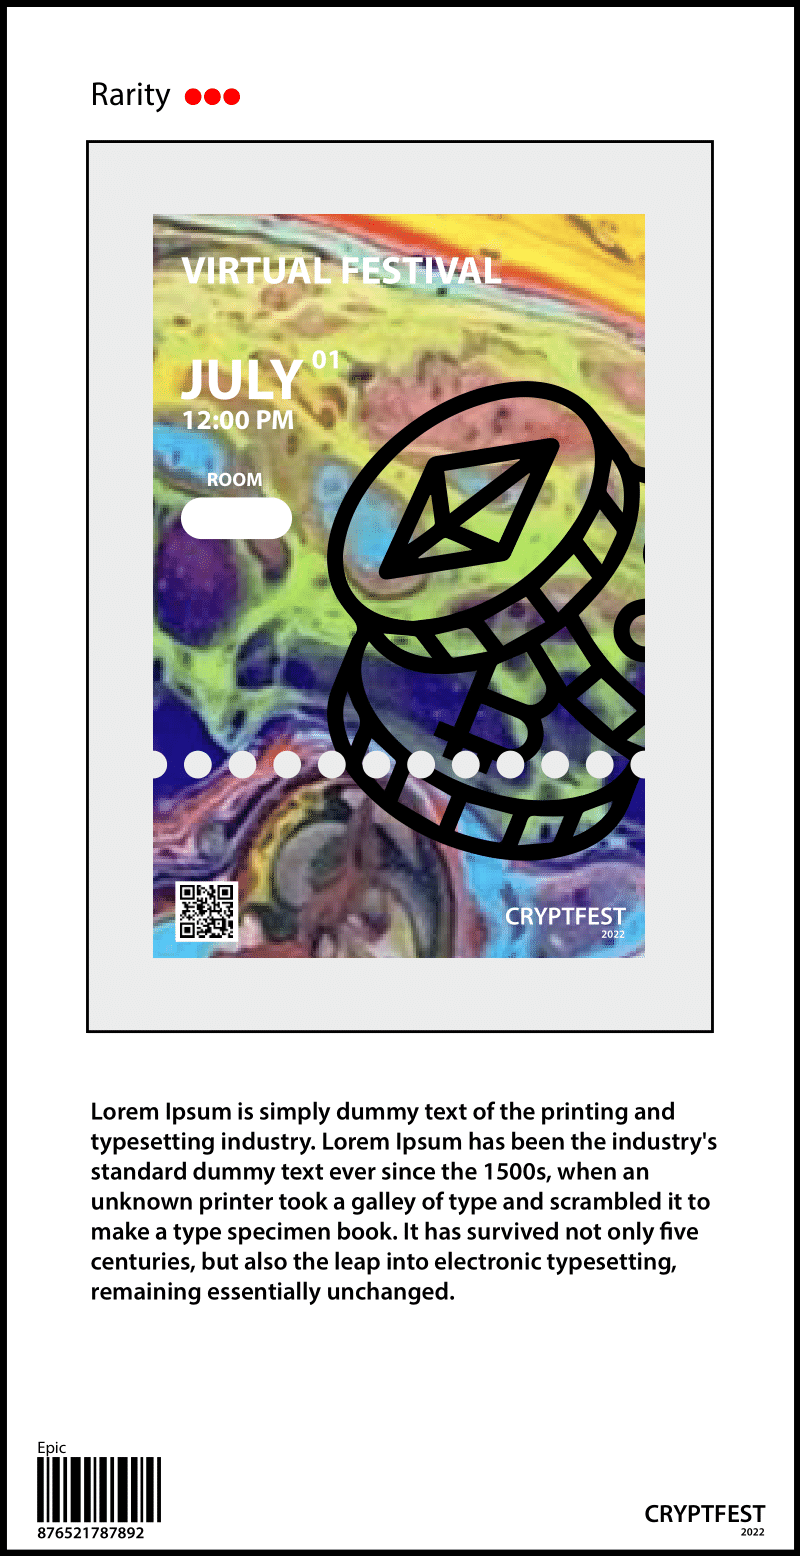 Rarity
VIRTUAL FESTIVAL
JULY 01
12:00 PM
ROOM
CRYPTFEST
2022
Lorem Ipsum is simply dummy text of the printing and
typesetting industry. Lorem Ipsum has been the industry's
standard dummy text ever since the 1500s, when an
unknown printer took a galley of type and scrambled it to
make a type specimen book. It has survived not only five
centuries, but also the leap into electronic typesetting,
remaining essentially unchanged.
Epic
876521787892
CRYPTFEST
2022